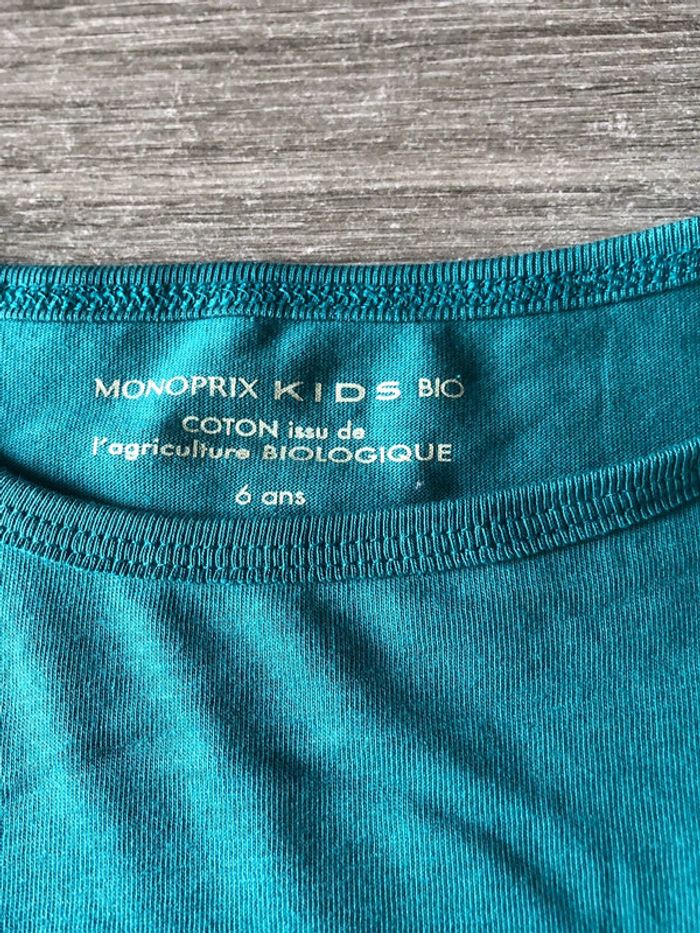 MONOPRIX KIDS BIO
COTON issu de
l'agriculture BIOLOGIQUE
6 ans